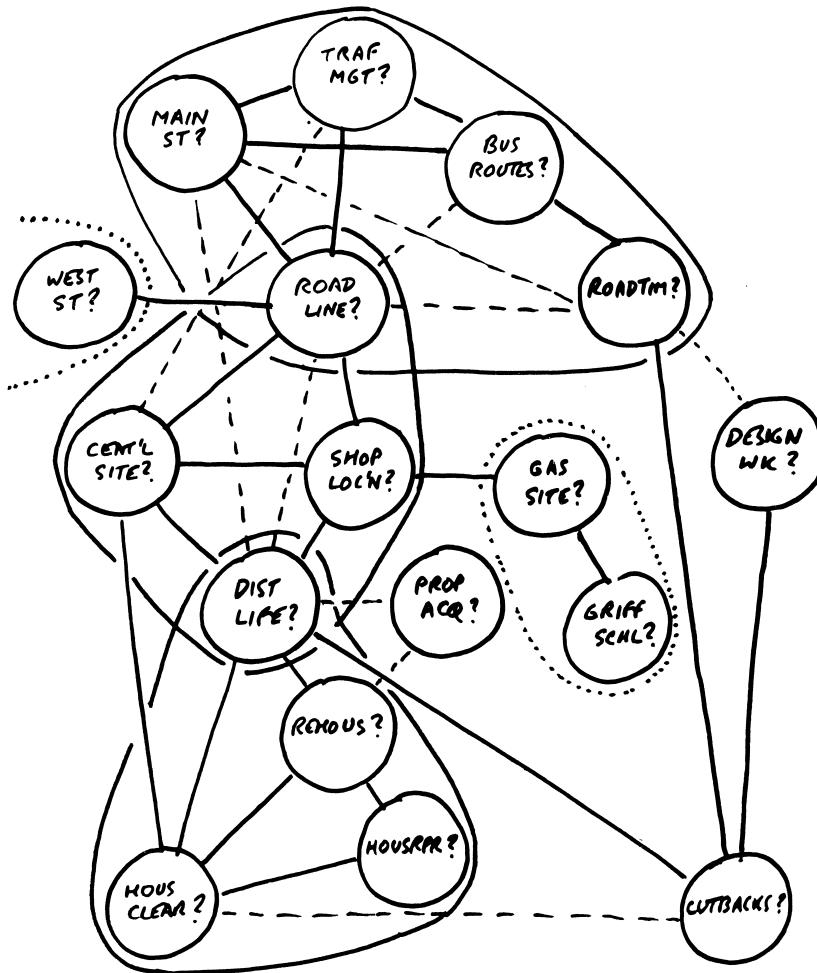 TRAF
MGT?
MAIN
ST?
BUS
ROUTES?
WEST
ST?
ROAD
LINE?
ROADTIM?
CENT'L
SITE?
SHOP
LOC'N?
GAS
SITE?
DESIGN
WK?
DIST
LIFE?
PROP
ACQ?
GRIFF
SCHL?
REHOUS?
HOUSRPR?
HOUS
CLEAR?
CUTBACKS?